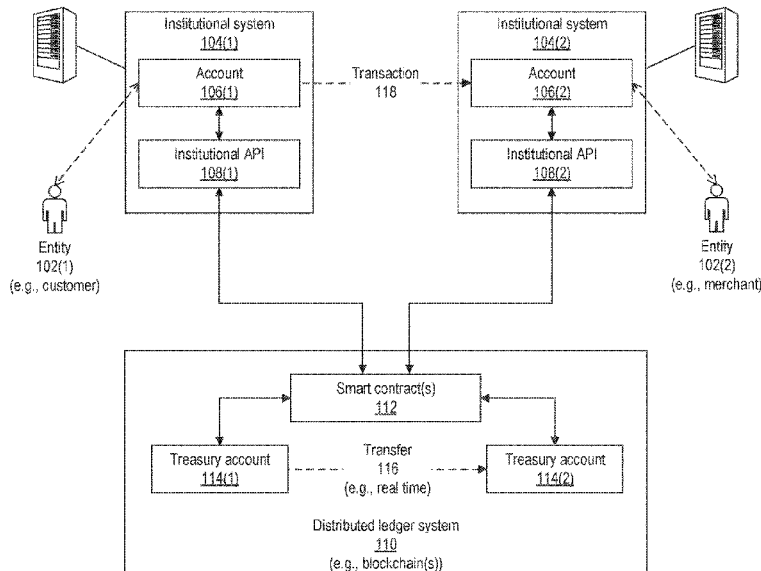 Institutional system
104(1)
Account
106(1)
Institutional API
108(1)
Transaction
118
Institutional system
104(2)
Account
106(2)
Institutional API
108(2)
Entity
102(1)
(e.g., customer)
Entity
102(2)
(e.g., merchant)
Smart contract(s)
112
Treasury account
114(1)
Transfer
116
(e.g., real time)
Treasury account
114(2)
Distributed ledger system
110
(e.g., blockchain(s))